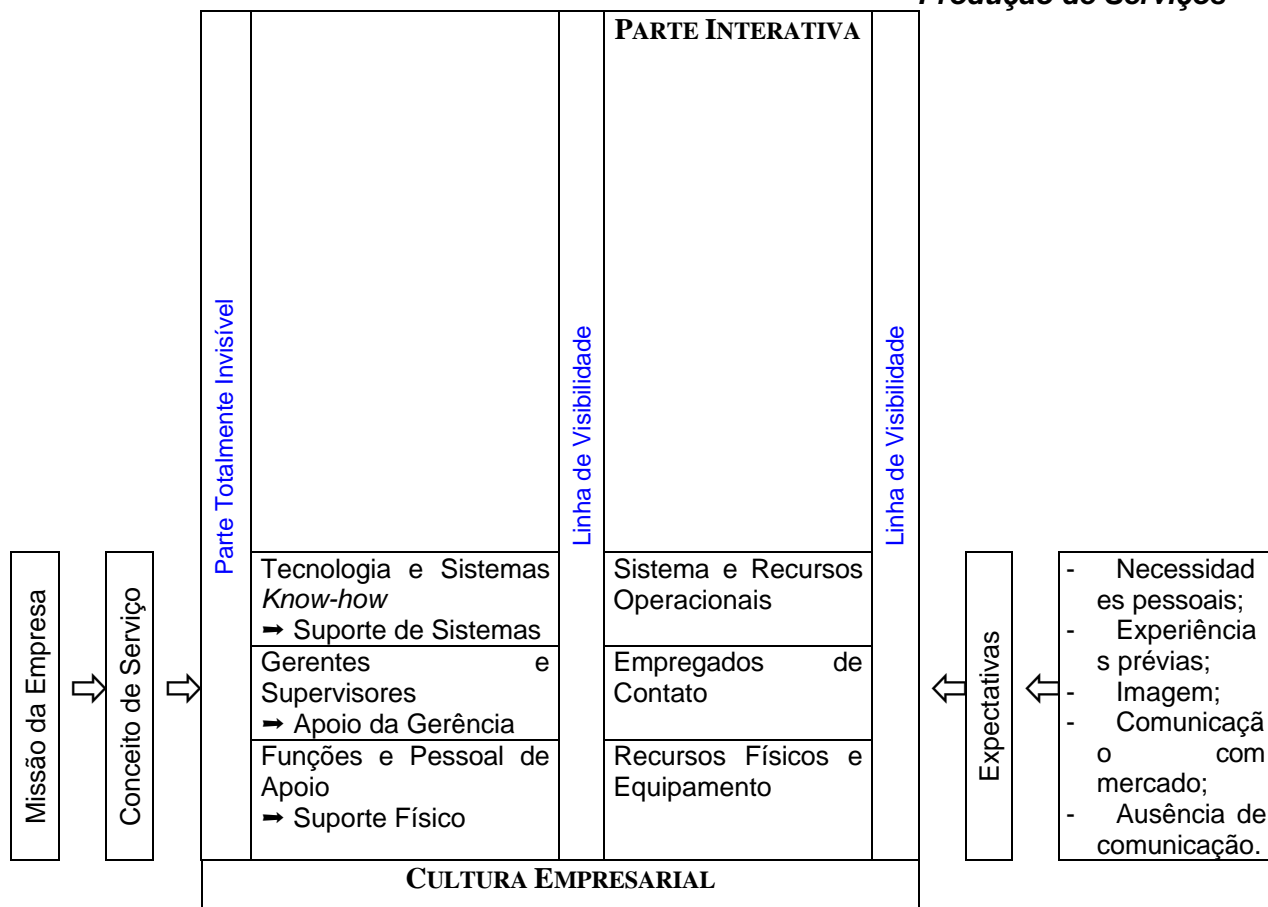 Produção de Serviços
PARTE INTERATIVA
Parte Totalmente Invisível
Linha de Visibilidade
Linha de Visibilidade
Missão da Empresa
Conceito de Serviço
Tecnologia e Sistemas
Know-how
➡ Suporte de Sistemas
Gerentes e
Supervisores
➡ Apoio da Gerência
Funções e Pessoal de
Apoio
➡ Suporte Físico
Sistema e Recursos
Operacionais
Empregados de
Contato
Recursos Físicos e
Equipamento
Expectativas
- Necessidad
es pessoais;
- Experiência
s prévias;
- Imagem;
- Comunicaçã
o com
mercado;
- Ausência de
comunicação.
CULTURA EMPRESARIAL